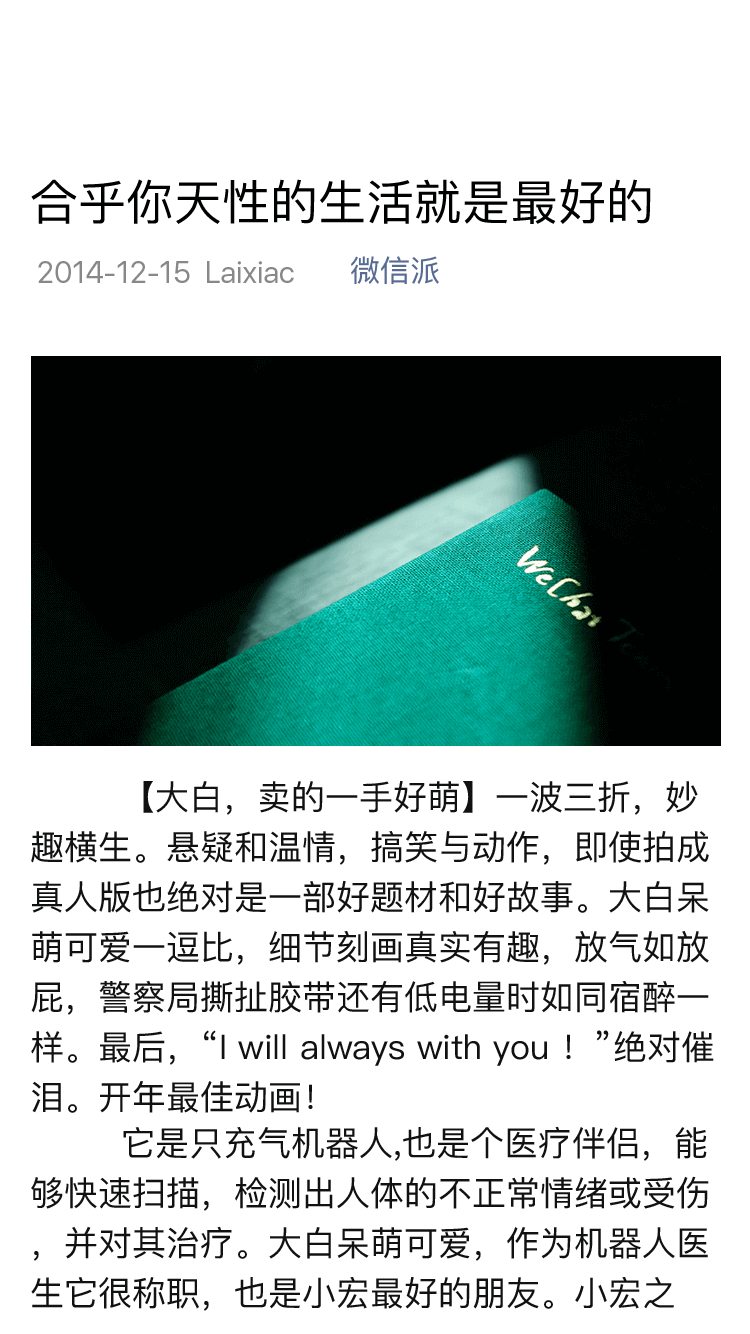 合乎你天性的生活就是最好的
2014-12-15 Laixiac 微信派
WeChat Team
【大白，卖的一手好萌】一波三折，妙
趣横生。悬疑和温情，搞笑与动作，即使拍成
真人版也绝对是一部好题材和好故事。大白呆
萌可爱一逗比，细节刻画真实有趣，放气如放
屁，警察局撕扯胶带还有低电量时如同宿醉一
样。最后，“I will always with you ！”绝对催
泪。开年最佳动画！
它是只充气机器人,也是个医疗伴侣，能
够快速扫描，检测出人体的不正常情绪或受伤
，并对其治疗。大白呆萌可爱，作为机器人医
生它很称职，也是小宏最好的朋友。小宏之